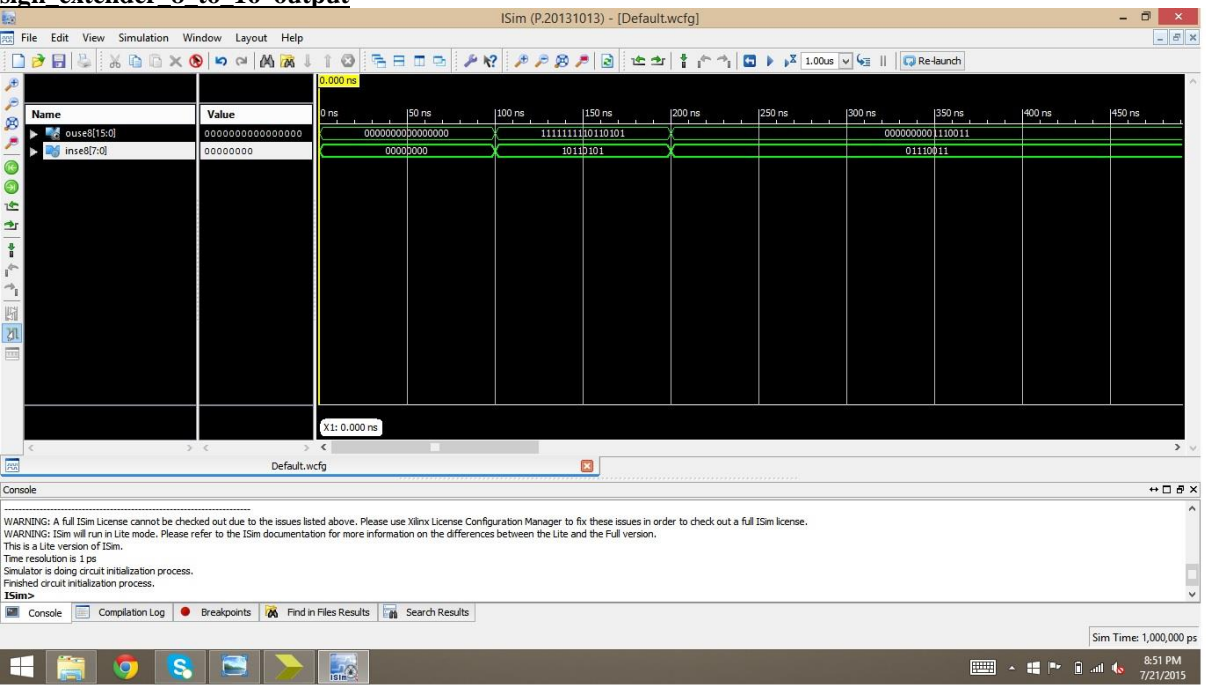 sign_extender_8_to_16_output
ISim (P.20131013) - [Default.wcfg]
File Edit View Simulation Window Layout Help
1.00us Re-launch
0.000 ns
Name Value 0 ns 50 ns 100 ns 150 ns 200 ns 250 ns 300 ns 350 ns 400 ns 450 ns
ouse8[15:0] 0000000000000000 0000000000000000 1111111110110101 0000000001110011
inse8[7:0] 00000000 00000000 10110101 01110011
X1: 0.000 ns
Default.wcfg
Console
WARNING: A full ISim License cannot be checked out due to the issues listed above. Please use Xilinx License Configuration Manager to fix these issues in order to check out a full ISim license.
WARNING: ISim will run in Lite mode. Please refer to the ISim documentation for more information on the differences between the Lite and the Full version.
This is a Lite version of ISim.
Time resolution is 1 ps
Simulator is doing circuit initialization process.
Finished circuit initialization process.
ISim>
Console Compilation Log Breakpoints Find in Files Results Search Results
Sim Time: 1,000,000 ps
ISim
8:51 PM
7/21/2015